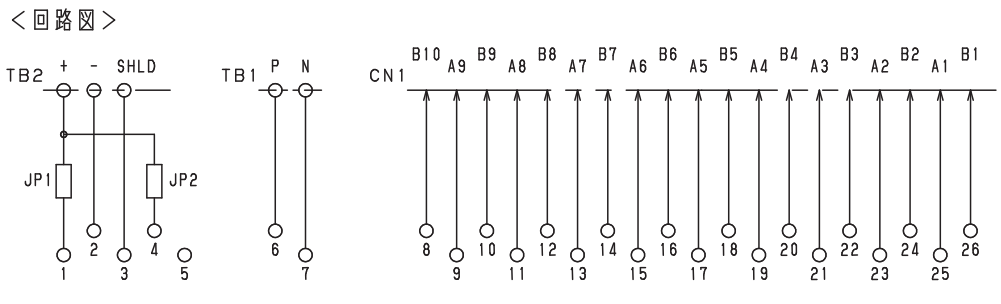 <回路図>
B10 B9 B8 B7 B6 B5 B4 B3 B2 B1
+ - SHLD P N A9 A8 A7 A6 A5 A4 A3 A2 A1
TB2 TB1 CN1
JP1 JP2
2 4 6 8 10 12 14 16 18 20 22 24 26
1 3 5 7 9 11 13 15 17 19 21 23 25